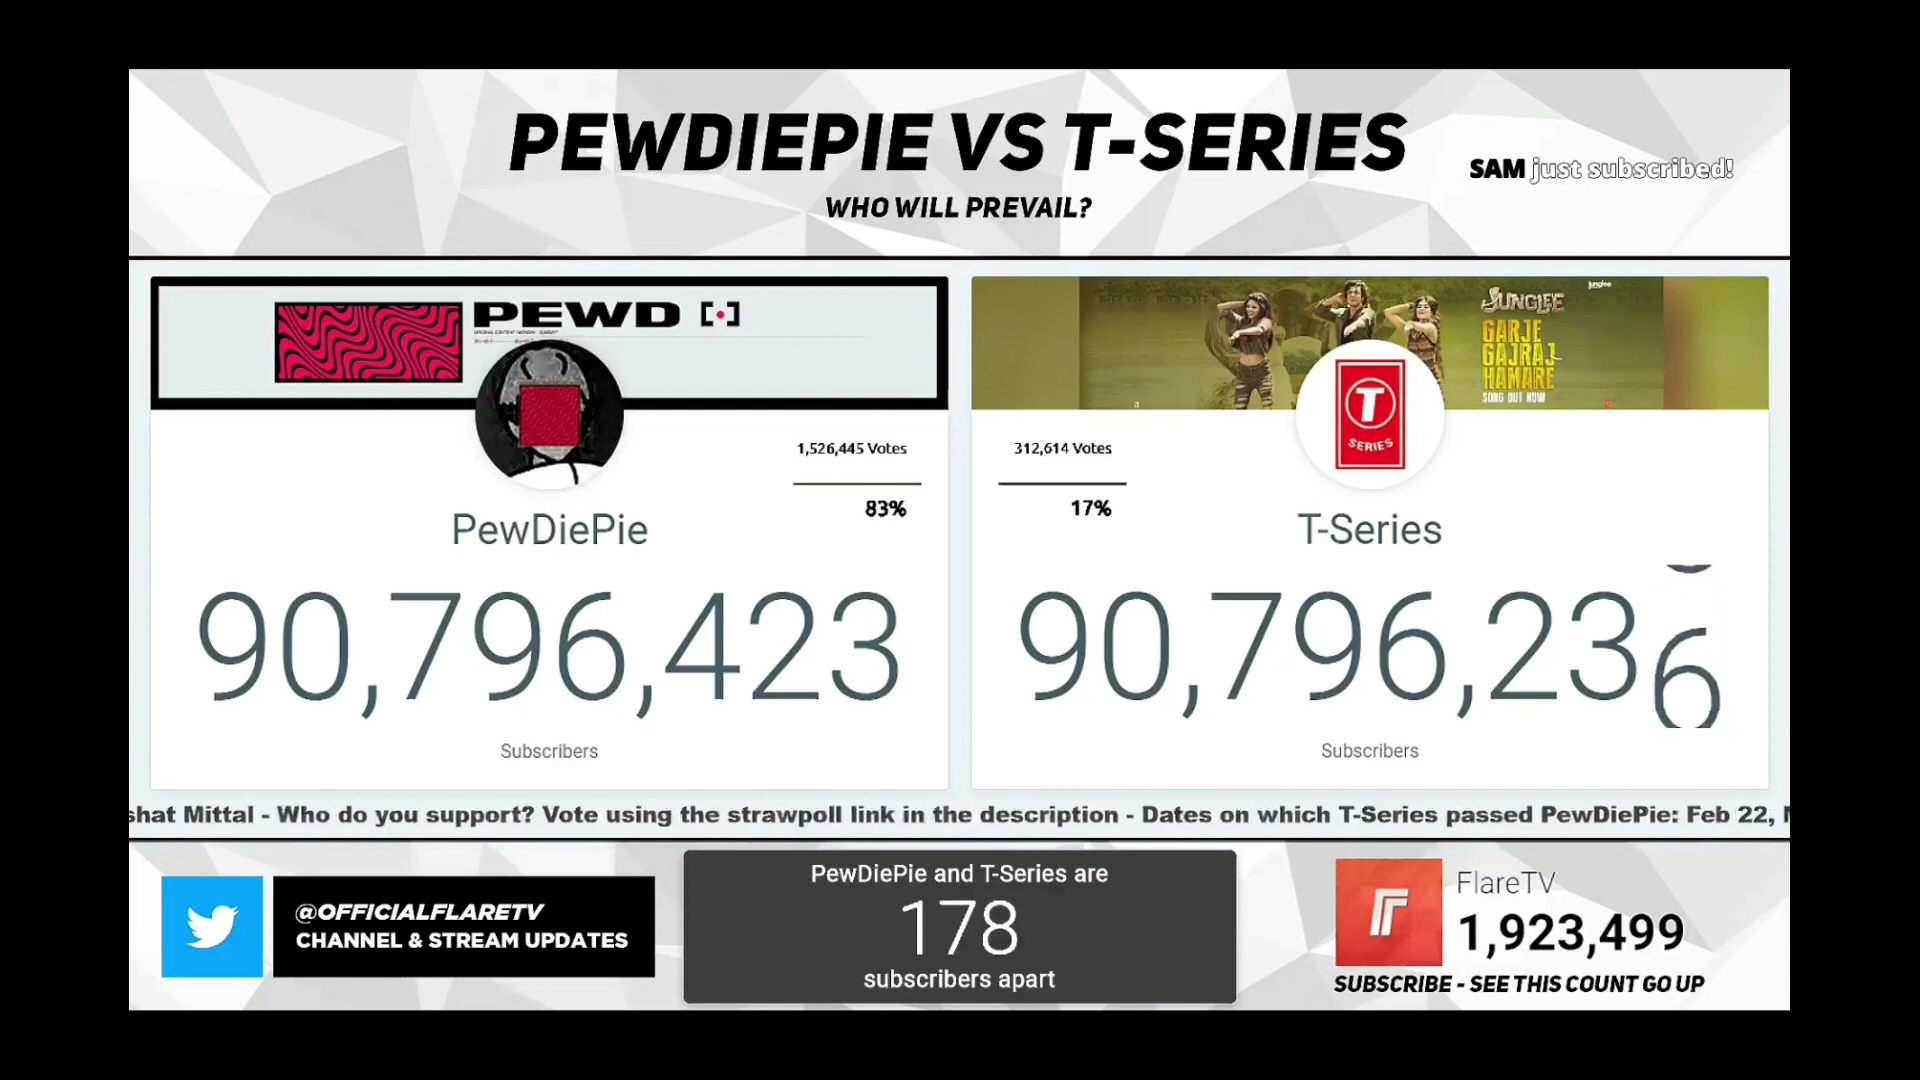 PEWDIEPIE VS T-SERIES
WHO WILL PREVAIL?
SAM just subscribed!
PEWD [·]
JUNGLEE
GARJE
GAJRAJ
HAMARE
SONG OUT NOW
1,526,445 Votes
83%
PewDiePie
90,796,423
Subscribers
312,614 Votes
17%
T
SERIES
T-Series
90,796,236
Subscribers
shat Mittal - Who do you support? Vote using the strawpoll link in the description - Dates on which T-Series passed PewDiePie: Feb 22,
@OFFICIALFLARETV
CHANNEL & STREAM UPDATES
PewDiePie and T-Series are
178
subscribers apart
FlareTV
1,923,499
SUBSCRIBE - SEE THIS COUNT GO UP